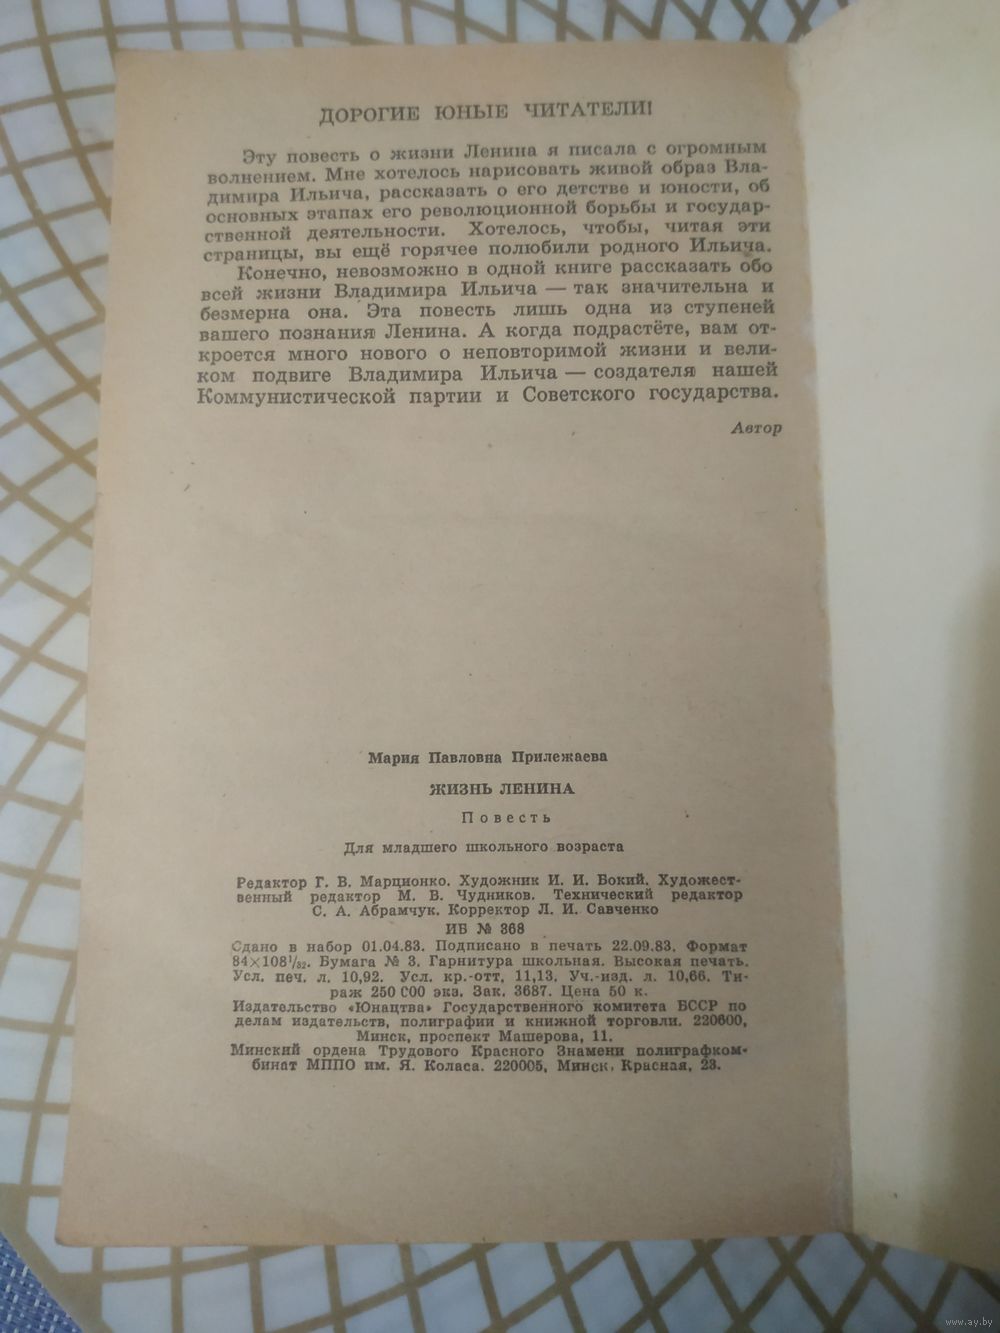 ДОРОГИЕ ЮНЫЕ ЧИТАТЕЛИ!
Эту повесть о жизни Ленина я писала с огромным
волнением. Мне хотелось нарисовать живой образ Вла-
димира Ильича, рассказать о его детстве и юности, об
основных этапах его революционной борьбы и государ-
ственной деятельности. Хотелось, чтобы, читая эти
страницы, вы ещё горячее полюбили родного Ильича.
Конечно, невозможно в одной книге рассказать обо
всей жизни Владимира Ильича — так значительна и
безмерна она. Эта повесть лишь одна из ступеней
вашего познания Ленина. А когда подрастёте, вам от-
кроется много нового о неповторимой жизни и вели-
ком подвиге Владимира Ильича — создателя нашей
Коммунистической партии и Советского государства.
Автор
Мария Павловна Прилежаева
ЖИЗНЬ ЛЕНИНА
Повесть
Для младшего школьного возраста
Редактор Г. В. Марционко. Художник И. И. Бокий. Художест-
венный редактор М. В. Чудников. Технический редактор
С. А. Абрамчук. Корректор Л. И. Савченко
ИБ № 368
Сдано в набор 01.04.83. Подписано в печать 22.09.83. Формат
84×108¹/₃₂. Бумага № 3. Гарнитура школьная. Высокая печать.
Усл. печ. л. 10,92. Усл. кр.-отт. 11,13. Уч.-изд. л. 10,66. Ти-
раж 250 000 экз. Зак. 3687. Цена 50 к.
Издательство «Юнацтва» Государственного комитета БССР по
делам издательств, полиграфии и книжной торговли. 220600,
Минск, проспект Машерова, 11.
Минский ордена Трудового Красного Знамени полиграфком-
бинат МППО им. Я. Коласа. 220005, Минск, Красная, 23.
www.ay.by